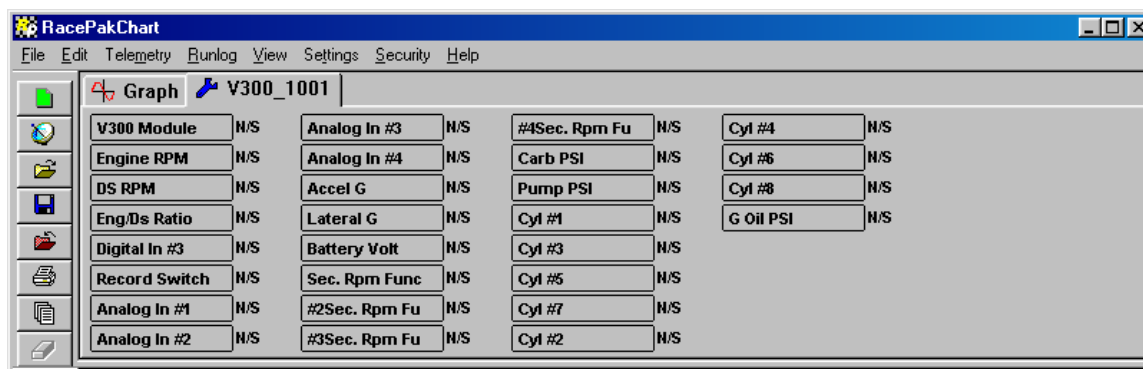 RacePakChart
File Edit Telemetry Runlog View Settings Security Help
Graph V300_1001
V300 Module N/S Analog In #3 N/S #4Sec. Rpm Fu N/S Cyl #4 N/S
Engine RPM N/S Analog In #4 N/S Carb PSI N/S Cyl #6 N/S
DS RPM N/S Accel G N/S Pump PSI N/S Cyl #8 N/S
Eng/Ds Ratio N/S Lateral G N/S Cyl #1 N/S G Oil PSI N/S
Digital In #3 N/S Battery Volt N/S Cyl #3 N/S
Record Switch N/S Sec. Rpm Func N/S Cyl #5 N/S
Analog In #1 N/S #2Sec. Rpm Fu N/S Cyl #7 N/S
Analog In #2 N/S #3Sec. Rpm Fu N/S Cyl #2 N/S